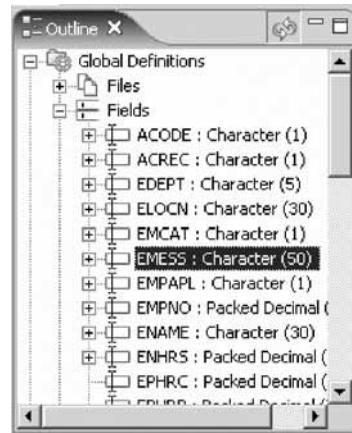 Outline
Global Definitions
Files
Fields
ACODE : Character (1)
ACREC : Character (1)
EDEPT : Character (5)
ELOCN : Character (30)
EMCAT : Character (1)
EMESS : Character (50)
EMPAPL : Character (1)
EMPNO : Packed Decimal (
ENAME : Character (30)
ENHRS : Packed Decimal (
EPHRC : Packed Decimal (